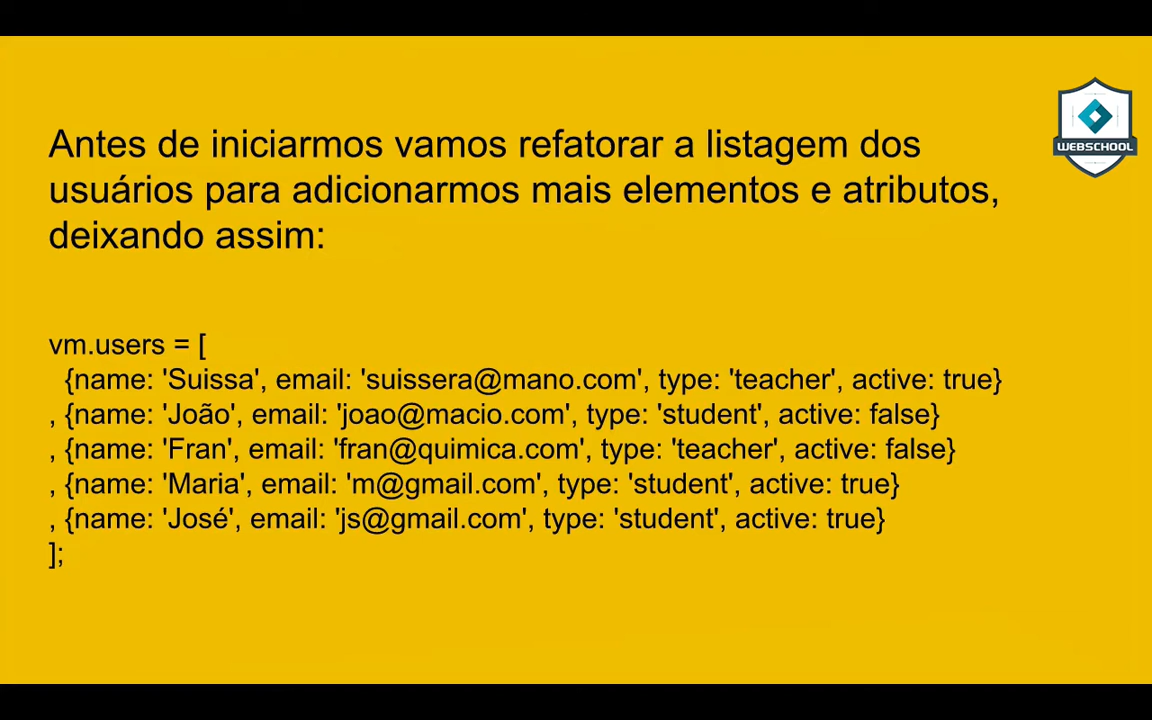 Antes de iniciarmos vamos refatorar a listagem dos
usuários para adicionarmos mais elementos e atributos,
deixando assim:
WEBSCHOOL
vm.users = [
{name: 'Suissa', email: 'suissera@mano.com', type: 'teacher', active: true}
, {name: 'João', email: 'joao@macio.com', type: 'student', active: false}
, {name: 'Fran', email: 'fran@quimica.com', type: 'teacher', active: false}
, {name: 'Maria', email: 'm@gmail.com', type: 'student', active: true}
, {name: 'José', email: 'js@gmail.com', type: 'student', active: true}
];